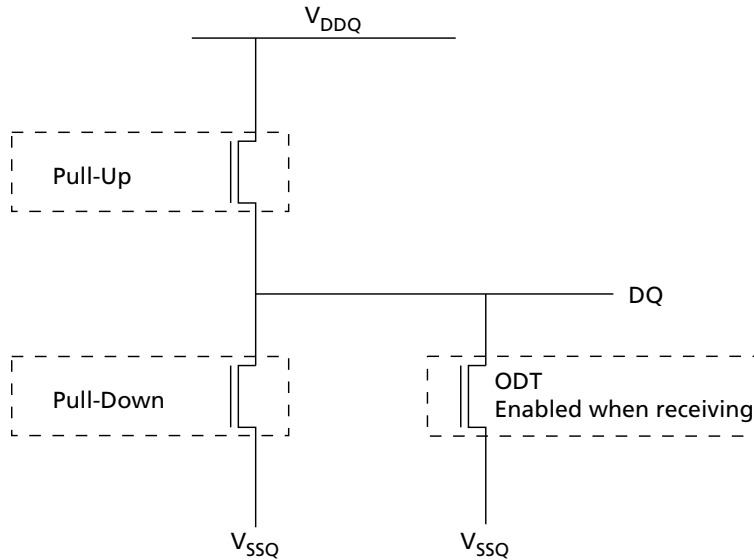 VDDQ
Pull-Up
DQ
Pull-Down
ODT
Enabled when receiving
VSSQ
VSSQ